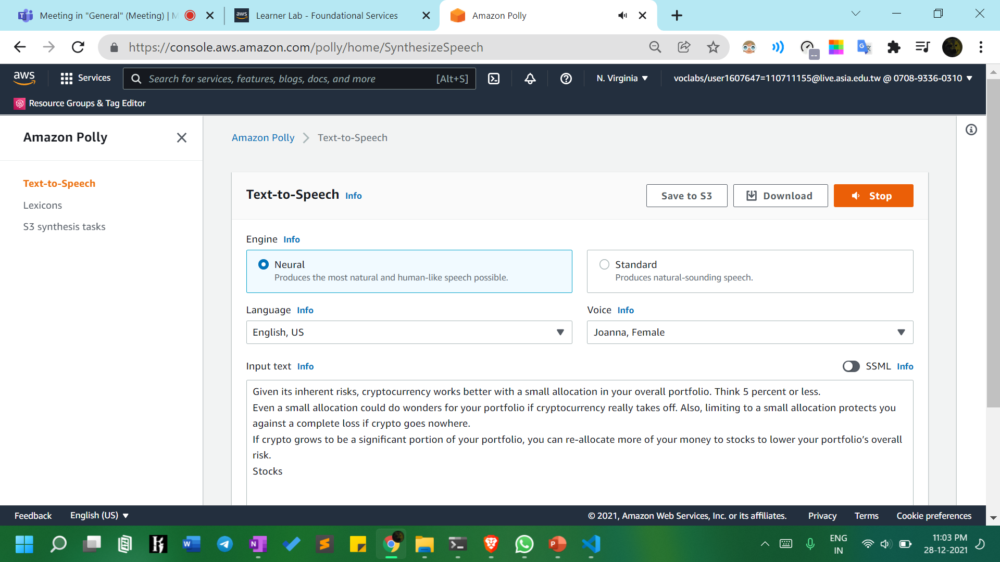 Meeting in "General" (Meeting) | M
aws
Learner Lab - Foundational Services
Amazon Polly
https://console.aws.amazon.com/polly/home/SynthesizeSpeech
aws
Services
Search for services, features, blogs, docs, and more
[Alt+S]
N. Virginia
voclabs/user1607647=110711155@live.asia.edu.tw @ 0708-9336-0310
Resource Groups & Tag Editor
Amazon Polly
Text-to-Speech
Lexicons
S3 synthesis tasks
Amazon Polly
Text-to-Speech
Text-to-Speech Info
Save to S3
Download
Stop
Engine Info
Neural
Produces the most natural and human-like speech possible.
Standard
Produces natural-sounding speech.
Language Info
English, US
Voice Info
Joanna, Female
Input text Info
SSML Info
Given its inherent risks, cryptocurrency works better with a small allocation in your overall portfolio. Think 5 percent or less.
Even a small allocation could do wonders for your portfolio if cryptocurrency really takes off. Also, limiting to a small allocation protects you
against a complete loss if crypto goes nowhere.
If crypto grows to be a significant portion of your portfolio, you can re-allocate more of your money to stocks to lower your portfolio’s overall
risk.
Stocks
Feedback
English (US)
© 2021, Amazon Web Services, Inc. or its affiliates.
Privacy
Terms
Cookie preferences
ENG
IN
11:03 PM
28-12-2021